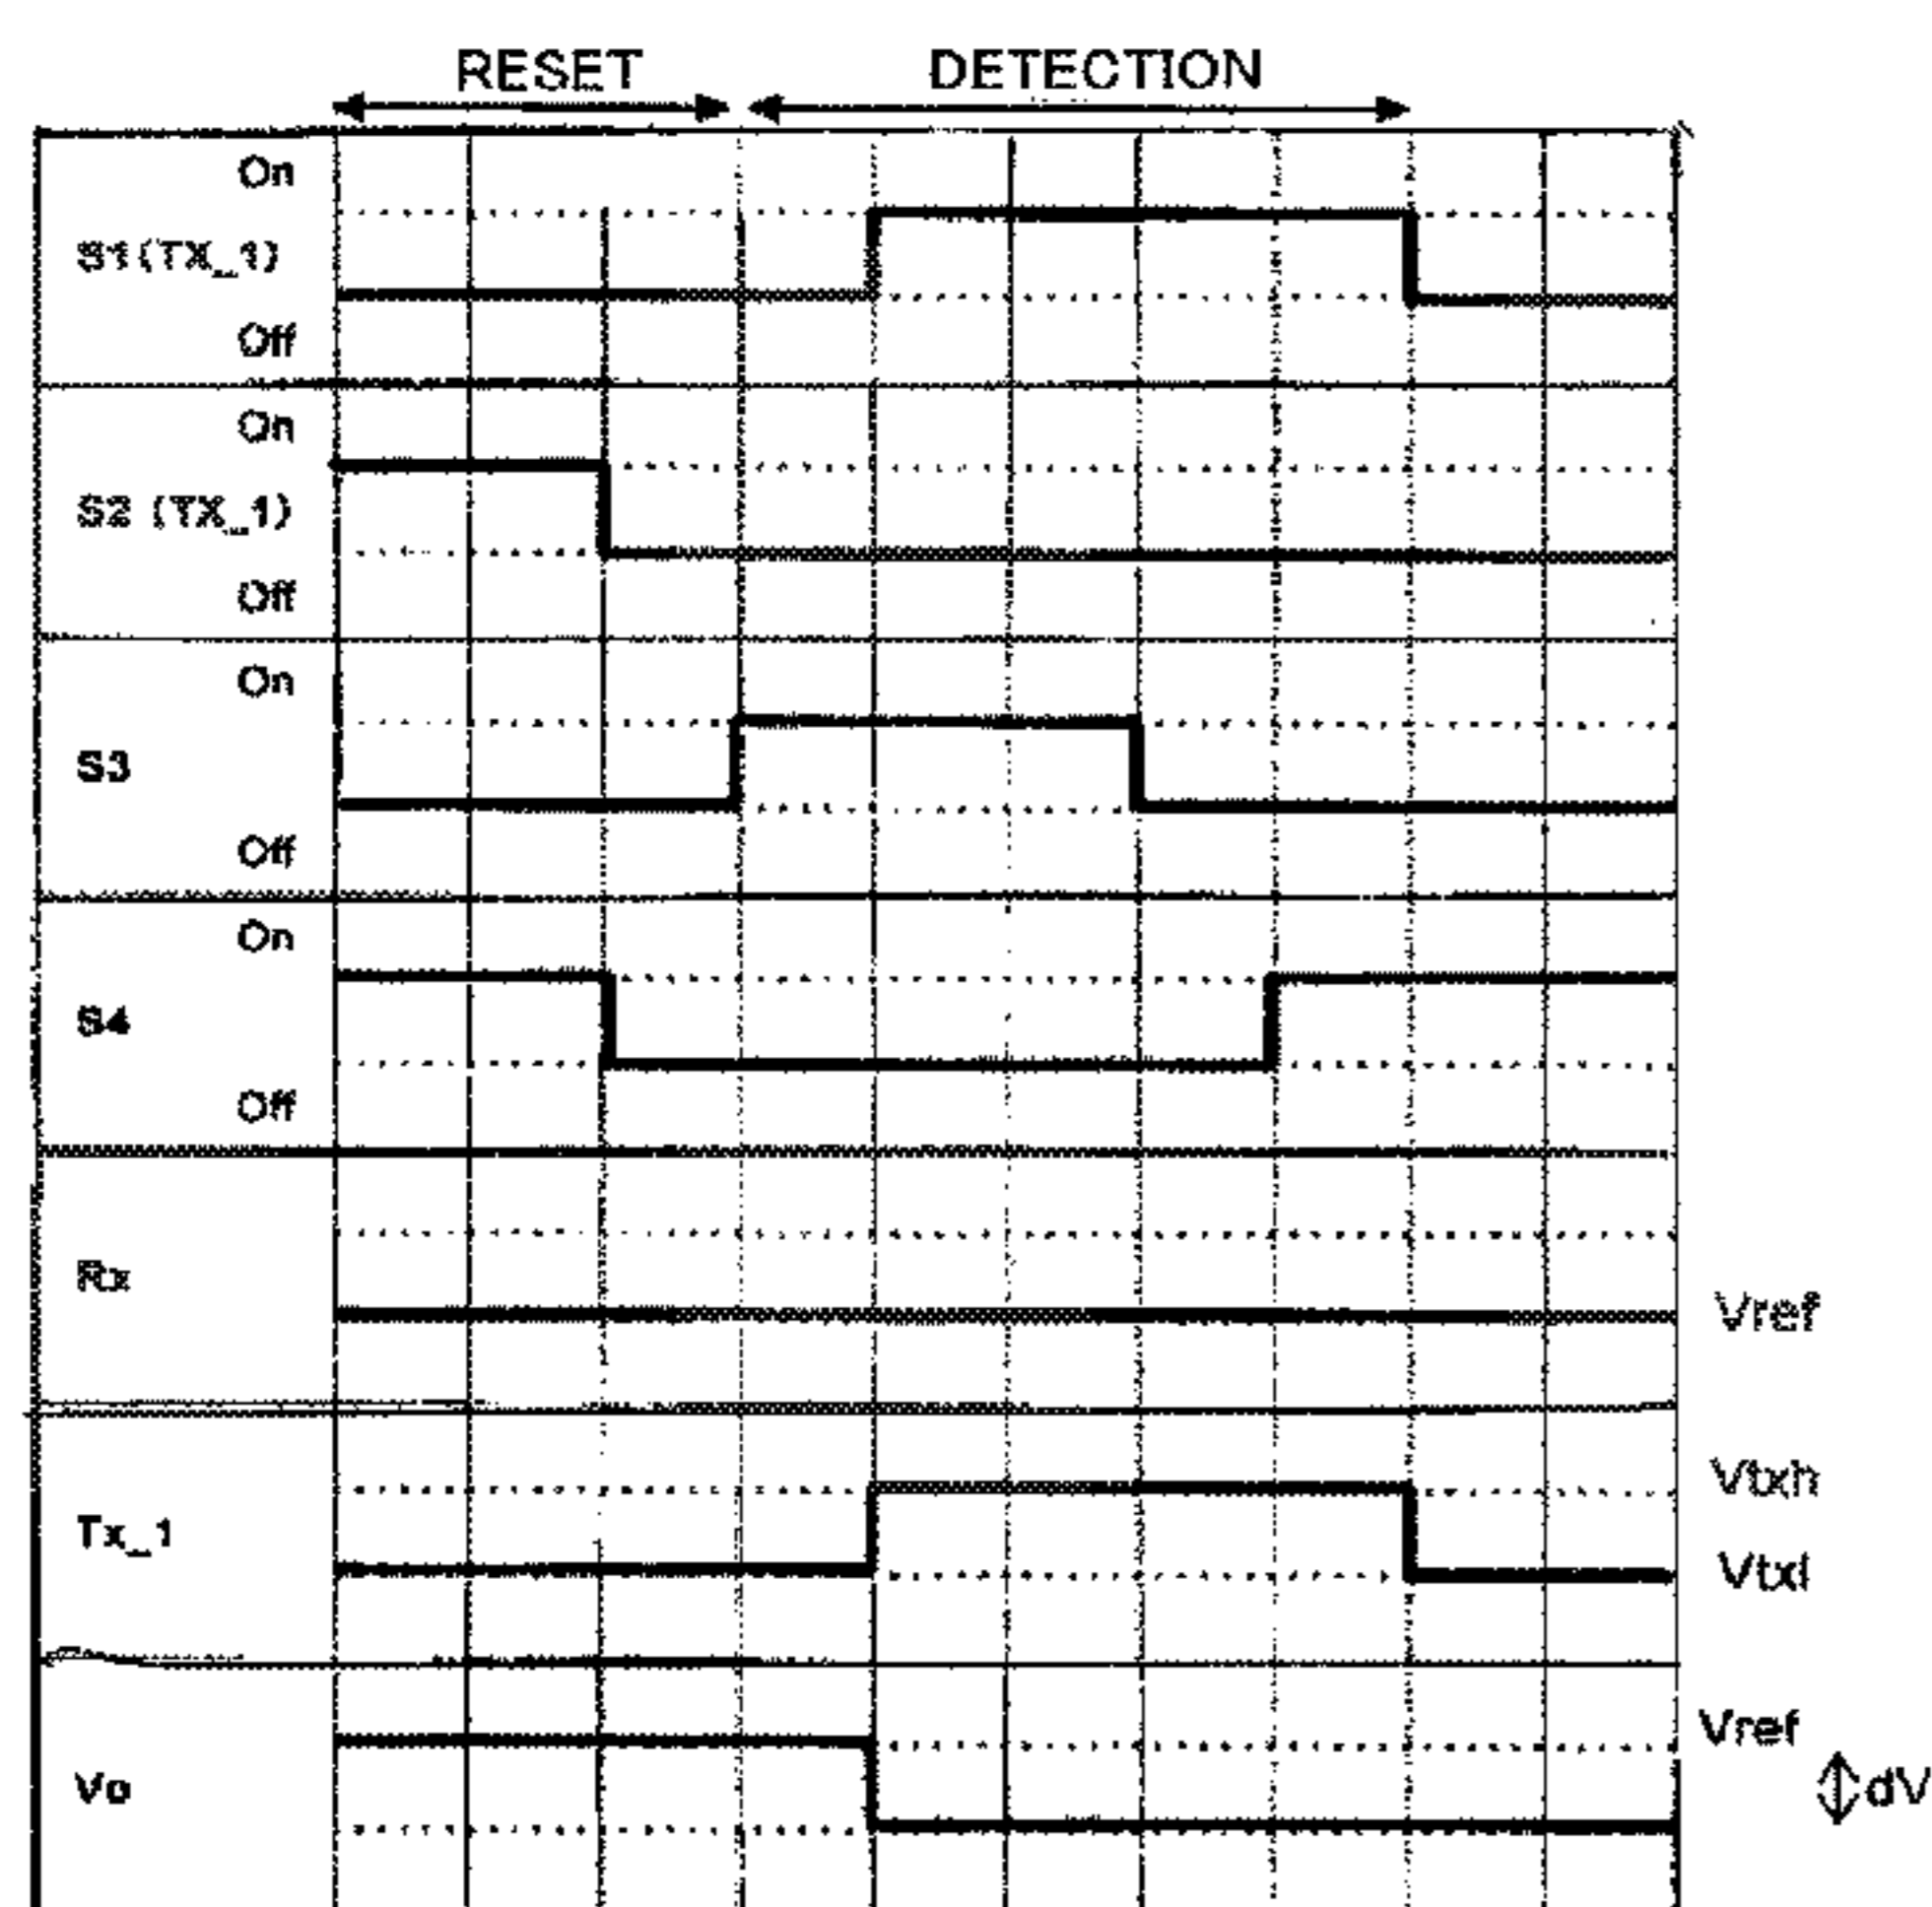 RESET DETECTION
On
S1(TX_1)
Off
On
S2 (TX_1)
Off
On
S3
Off
On
S4
Off
Rx
Vref
Vtxh
Tx_1
Vtxl
Vref
Vo
dV